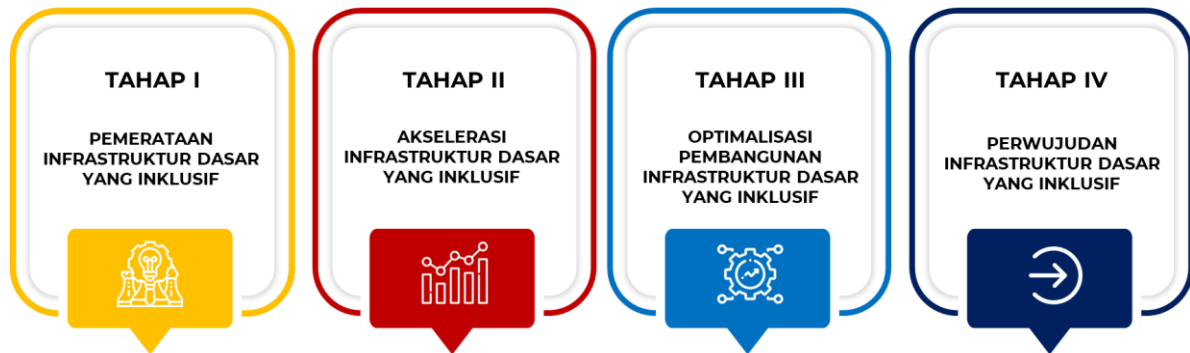 TAHAP I
PEMERATAAN
INFRASTRUKTUR DASAR
YANG INKLUSIF
TAHAP II
AKSELERASI
INFRASTRUKTUR DASAR
YANG INKLUSIF
TAHAP III
OPTIMALISASI
PEMBANGUNAN
INFRASTRUKTUR DASAR
YANG INKLUSIF
TAHAP IV
PERWUJUDAN
INFRASTRUKTUR DASAR
YANG INKLUSIF